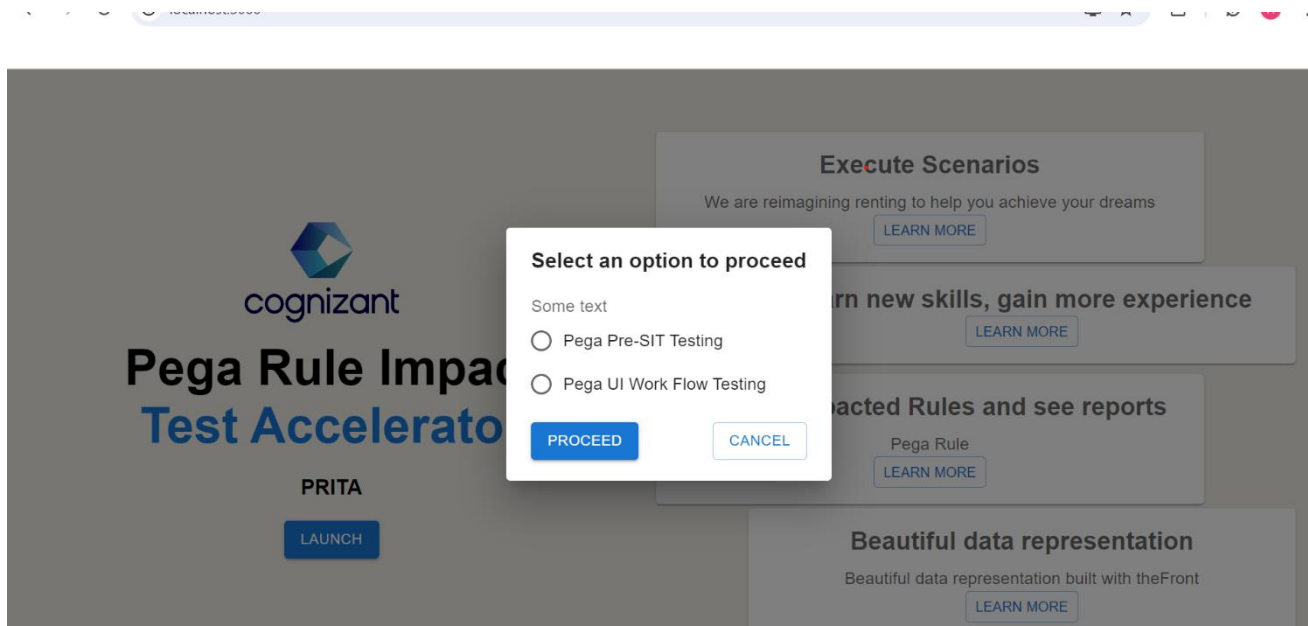 cognizant
Pega Rule Impac
Test Accelerato
PRITA
LAUNCH
Select an option to proceed
Some text
Pega Pre-SIT Testing
Pega UI Work Flow Testing
PROCEED
CANCEL
Execute Scenarios
We are reimagining renting to help you achieve your dreams
LEARN MORE
rn new skills, gain more experience
LEARN MORE
acted Rules and see reports
Pega Rule
LEARN MORE
Beautiful data representation
Beautiful data representation built with theFront
LEARN MORE